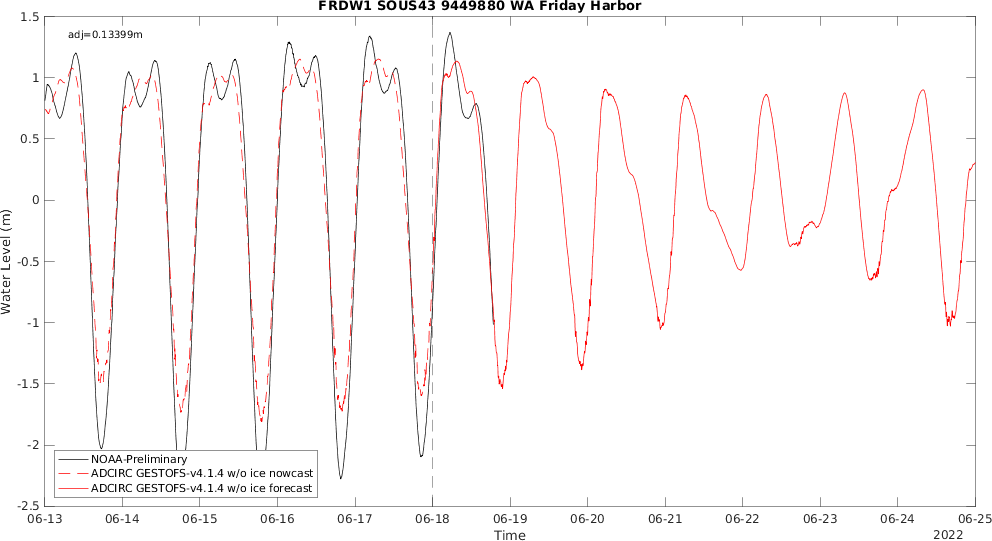 FRDW1 SOUS43 9449880 WA Friday Harbor
adj=0.13399m
1.5
1
0.5
0
-0.5
-1
-1.5
-2
-2.5
Water Level (m)
NOAA-Preliminary
ADCIRC GESTOFS-v4.1.4 w/o ice nowcast
ADCIRC GESTOFS-v4.1.4 w/o ice forecast
06-13 06-14 06-15 06-16 06-17 06-18 06-19 06-20 06-21 06-22 06-23 06-24 06-25
Time
2022